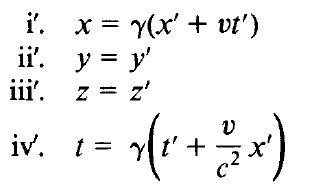 i′. x = γ(x′ + vt′)
ii′. y = y′
iii′. z = z′
iv′. t = γ(t′ + v/c² x′)